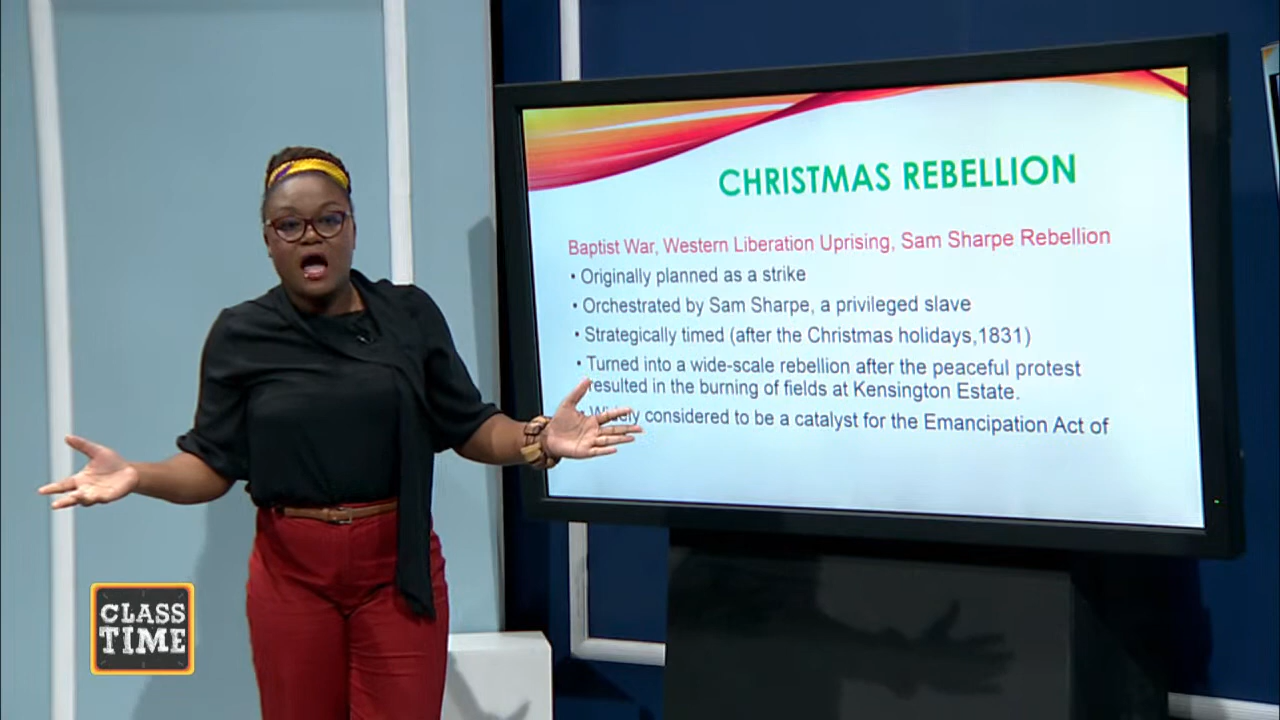 CHRISTMAS REBELLION
Baptist War, Western Liberation Uprising, Sam Sharpe Rebellion
• Originally planned as a strike
• Orchestrated by Sam Sharpe, a privileged slave
• Strategically timed (after the Christmas holidays,1831)
• Turned into a wide-scale rebellion after the peaceful protest
resulted in the burning of fields at Kensington Estate.
• Widely considered to be a catalyst for the Emancipation Act of
CLASS
TIME